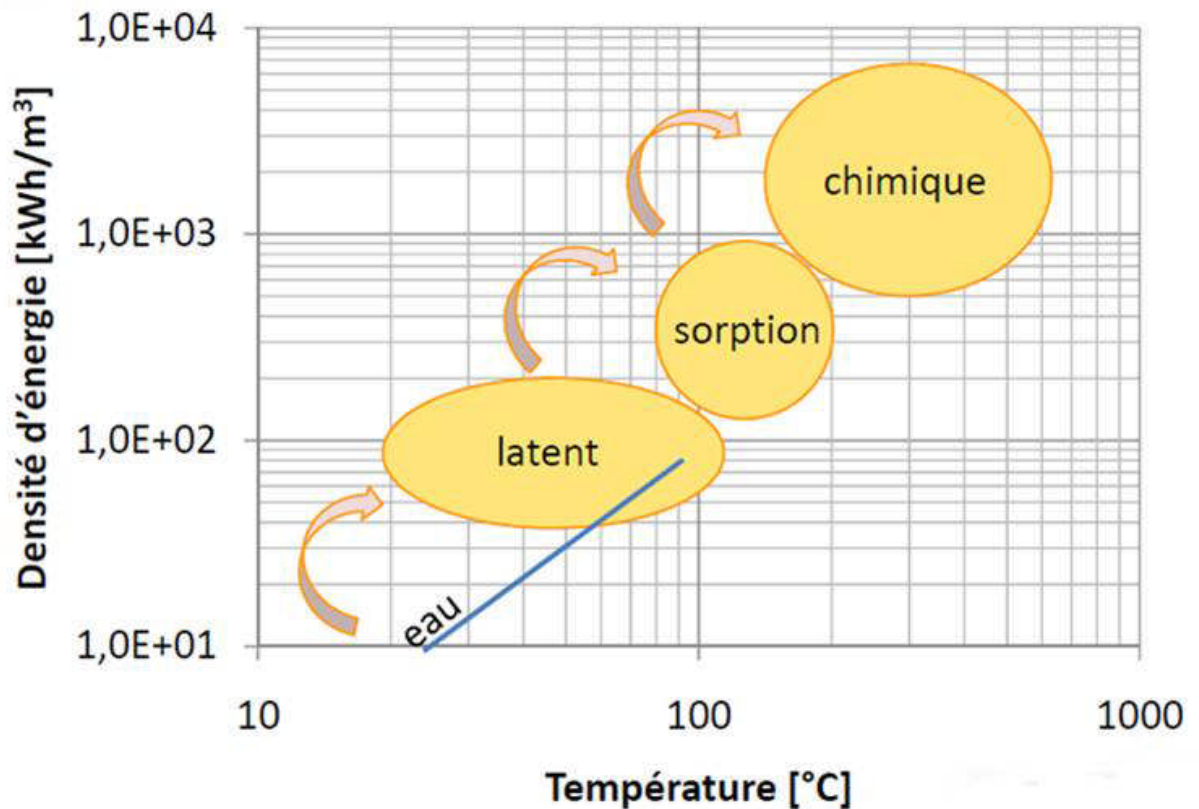 1,0E+04
1,0E+03
1,0E+02
1,0E+01
Densité d'énergie [kWh/m³]
chimique
sorption
latent
eau
10
100
1000
Température [°C]